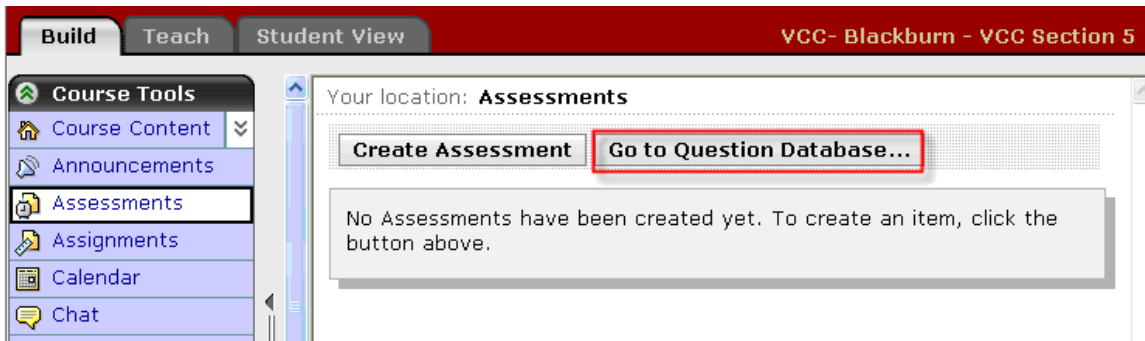 Build Teach Student View VCC- Blackburn - VCC Section 5
Course Tools
Course Content
Announcements
Assessments
Assignments
Calendar
Chat
Your location: Assessments
Create Assessment Go to Question Database...
No Assessments have been created yet. To create an item, click the
button above.